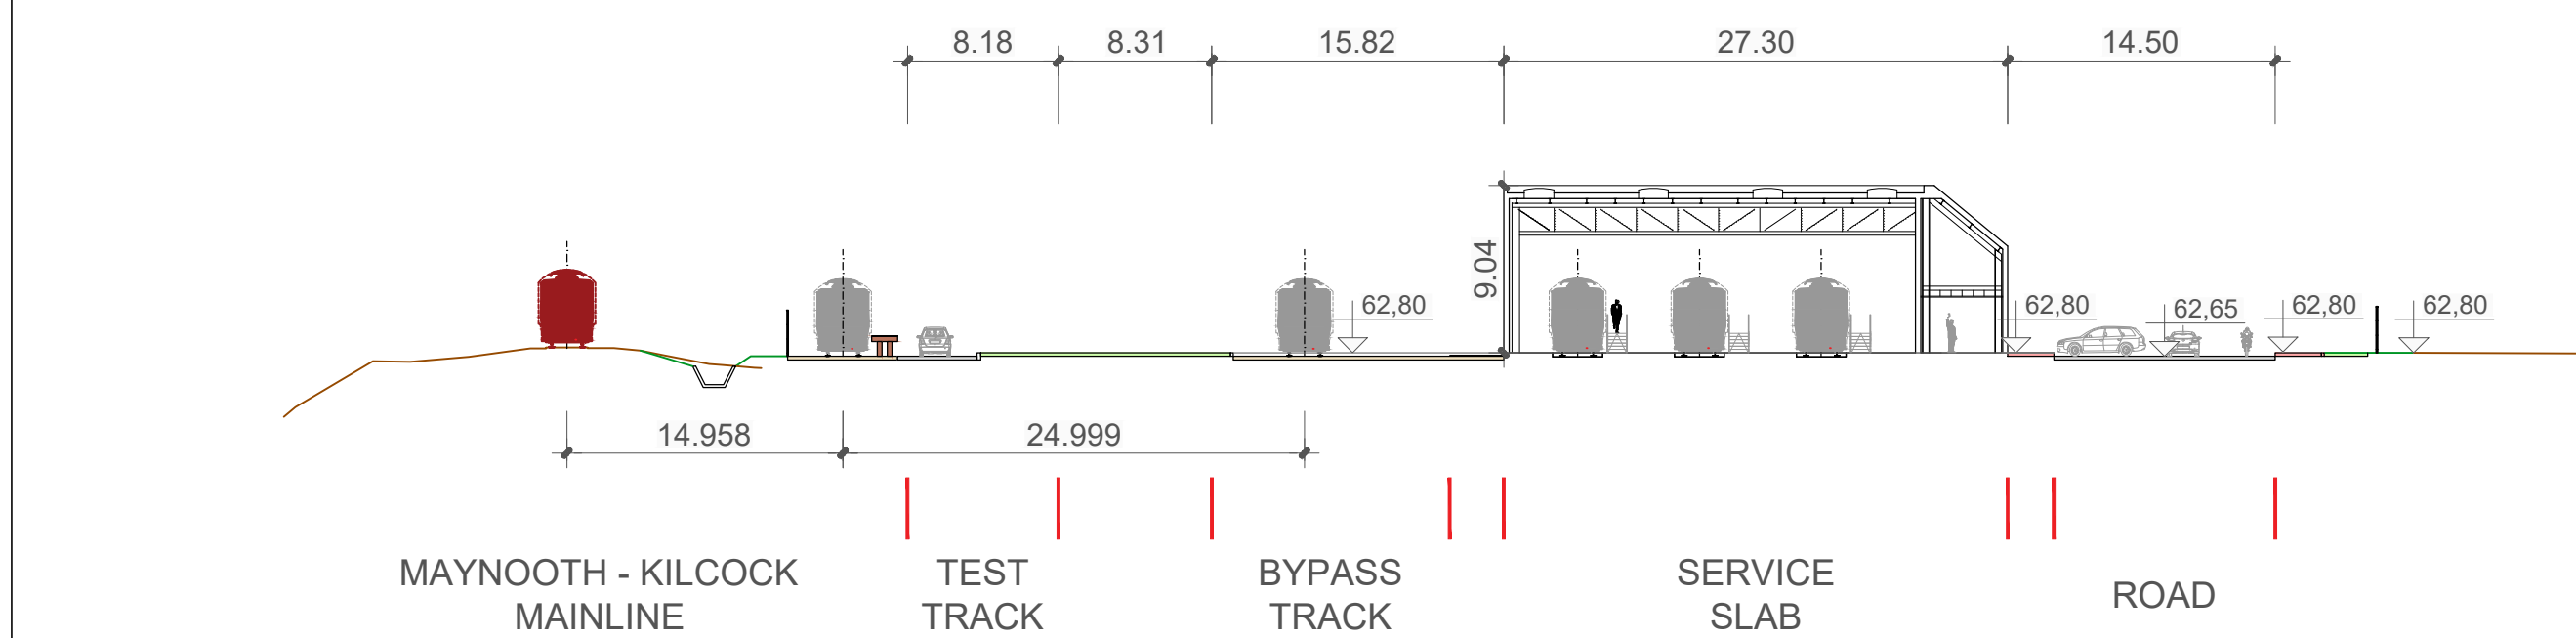 8.18 8.31 15.82 27.30 14.50
9.04
62,80 62,80 62,65 62,80 62,80
14.958 24.999
MAYNOOTH - KILCOCK MAINLINE
TEST TRACK
BYPASS TRACK
SERVICE SLAB
ROAD